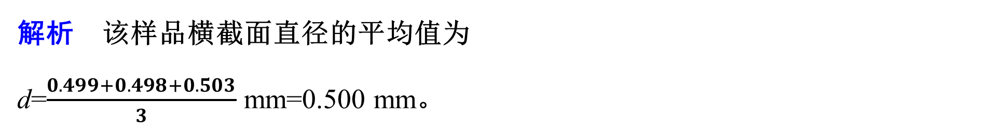 解析　该样品横截面直径的平均值为
d=\frac{0.499+0.498+0.503}{3} mm=0.500 mm。